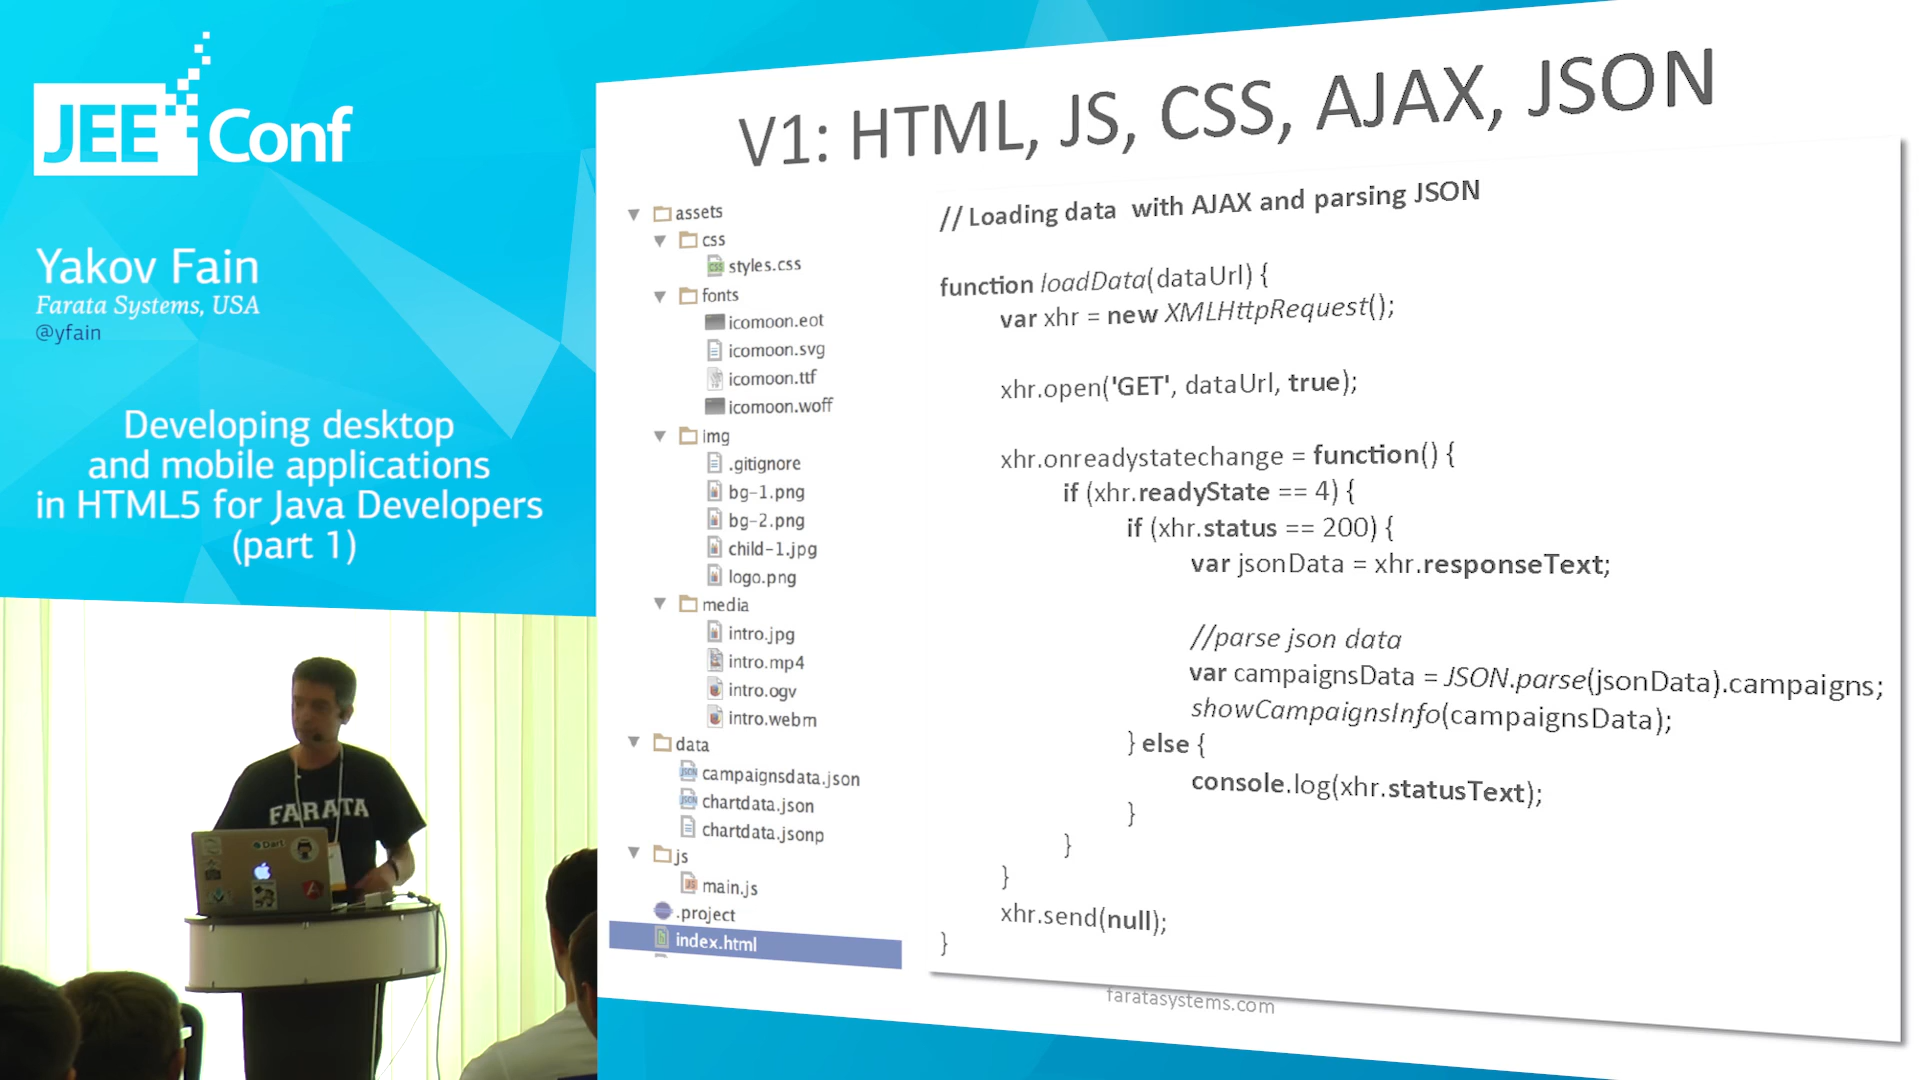 JEE Conf
Yakov Fain
Farata Systems, USA
@yfain
Developing desktop
and mobile applications
in HTML5 for Java Developers
(part 1)
V1: HTML, JS, CSS, AJAX, JSON
assets
css
styles.css
fonts
icomoon.eot
icomoon.svg
icomoon.ttf
icomoon.woff
img
.gitignore
bg-1.png
bg-2.png
child-1.jpg
logo.png
media
intro.jpg
intro.mp4
intro.ogv
intro.webm
data
campaignsdata.json
chartdata.json
chartdata.jsonp
js
main.js
.project
index.html
// Loading data with AJAX and parsing JSON
function loadData(dataUrl) {
var xhr = new XMLHttpRequest();
xhr.open('GET', dataUrl, true);
xhr.onreadystatechange = function() {
if (xhr.readyState == 4) {
if (xhr.status == 200) {
var jsonData = xhr.responseText;
//parse json data
var campaignsData = JSON.parse(jsonData).campaigns;
showCampaignsInfo(campaignsData);
} else {
console.log(xhr.statusText);
}
}
}
xhr.send(null);
}
faratasystems.com
FARATA
Dart